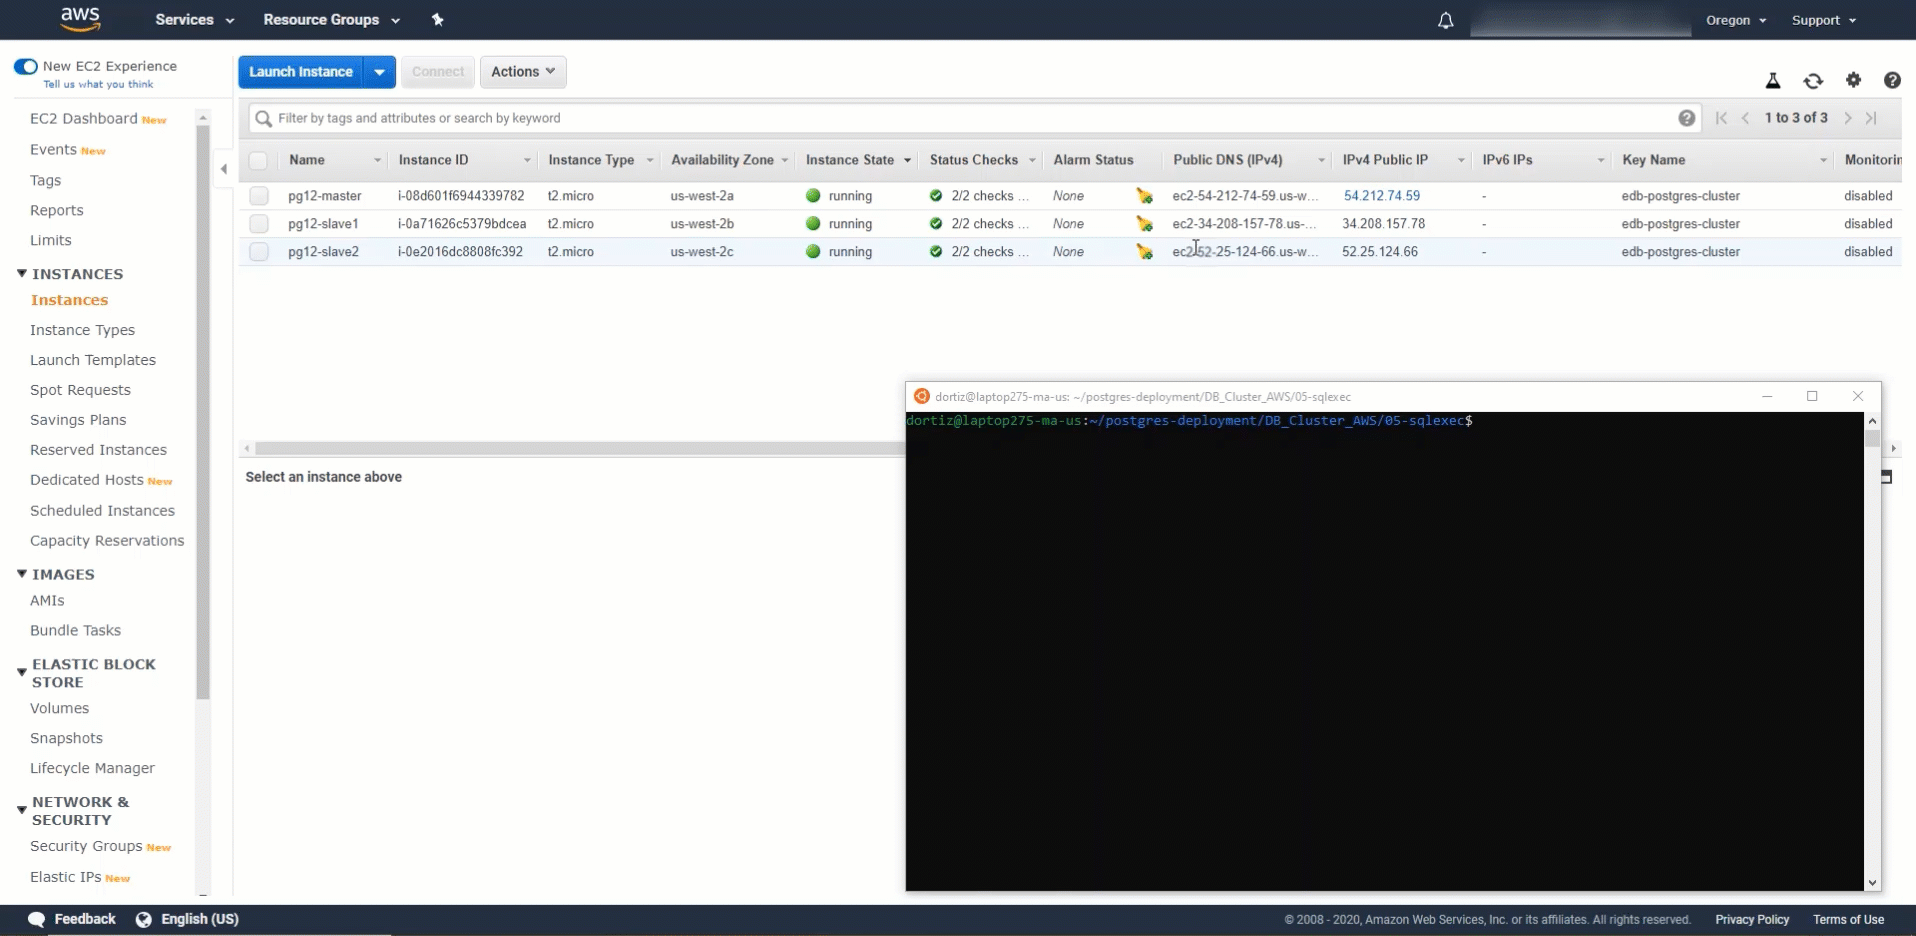 aws Services Resource Groups Oregon Support
New EC2 Experience
Tell us what you think
Launch Instance Connect Actions
Filter by tags and attributes or search by keyword 1 to 3 of 3
Name Instance ID Instance Type Availability Zone Instance State Status Checks Alarm Status Public DNS (IPv4) IPv4 Public IP IPv6 IPs Key Name Monitorin
pg12-master i-08d601f6944339782 t2.micro us-west-2a running 2/2 checks ... None ec2-54-212-74-59.us-w... 54.212.74.59 - edb-postgres-cluster disabled
pg12-slave1 i-0a71626c5379bdcea t2.micro us-west-2b running 2/2 checks ... None ec2-34-208-157-78.us-... 34.208.157.78 - edb-postgres-cluster disabled
pg12-slave2 i-0e2016dc8808fc392 t2.micro us-west-2c running 2/2 checks ... None ec2-52-25-124-66.us-w... 52.25.124.66 - edb-postgres-cluster disabled
EC2 Dashboard New
Events New
Tags
Reports
Limits
INSTANCES
Instances
Instance Types
Launch Templates
Spot Requests
Savings Plans
Reserved Instances
Dedicated Hosts New
Scheduled Instances
Capacity Reservations
IMAGES
AMIs
Bundle Tasks
ELASTIC BLOCK
STORE
Volumes
Snapshots
Lifecycle Manager
NETWORK &
SECURITY
Security Groups New
Elastic IPs New
Select an instance above
dortiz@laptop275-ma-us: ~/postgres-deployment/DB_Cluster_AWS/05-sqlexec
dortiz@laptop275-ma-us:~/postgres-deployment/DB_Cluster_AWS/05-sqlexec$
Feedback English (US) © 2008 - 2020, Amazon Web Services, Inc. or its affiliates. All rights reserved. Privacy Policy Terms of Use